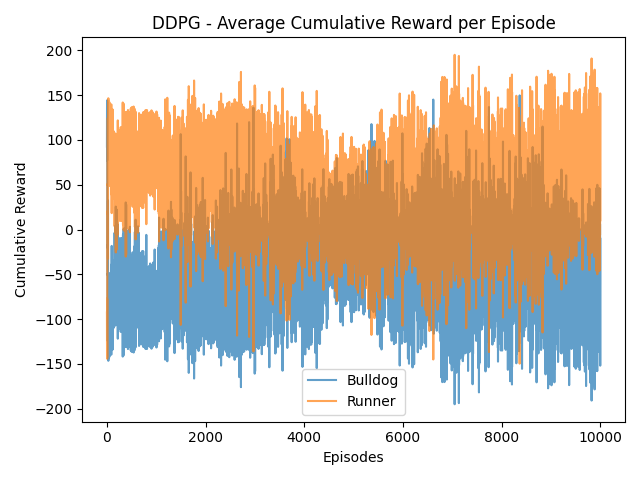 DDPG - Average Cumulative Reward per Episode
Cumulative Reward
200
150
100
50
0
−50
−100
−150
−200
Bulldog
Runner
0 2000 4000 6000 8000 10000
Episodes